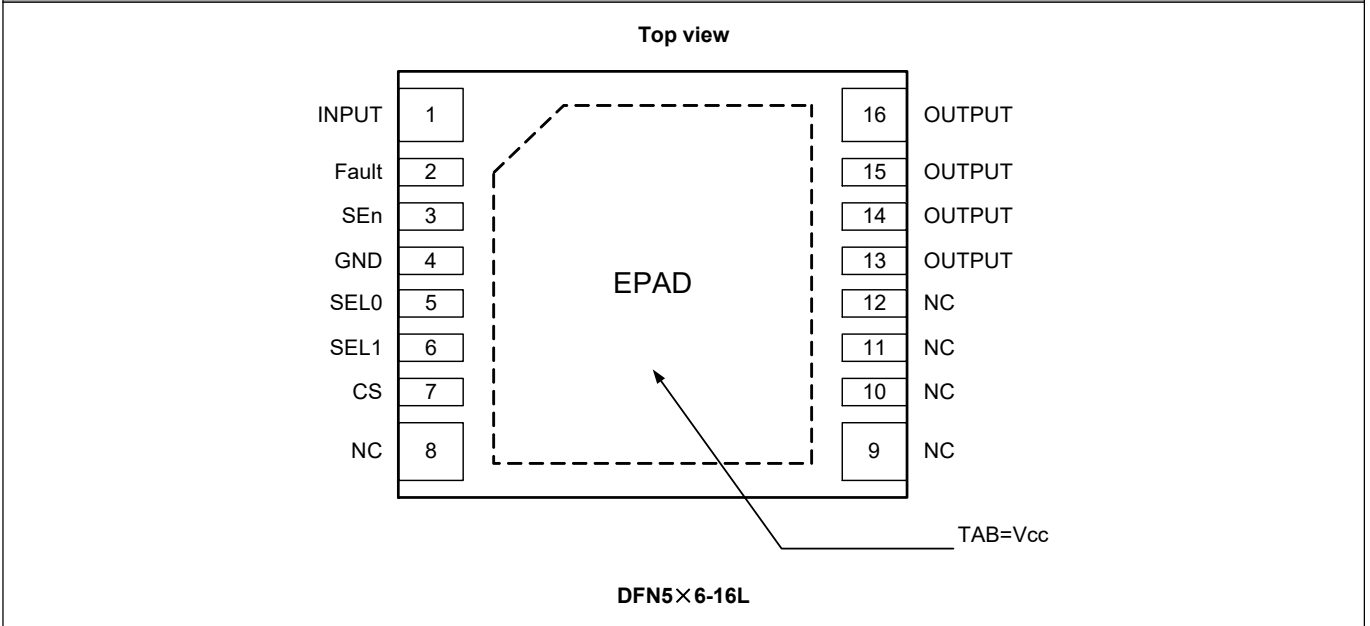 Top view
INPUT 1 16 OUTPUT
Fault 2 15 OUTPUT
SEn 3 14 OUTPUT
GND 4 13 OUTPUT
EPAD
SEL0 5 12 NC
SEL1 6 11 NC
CS 7 10 NC
NC 8 9 NC
TAB=Vcc
DFN5×6-16L